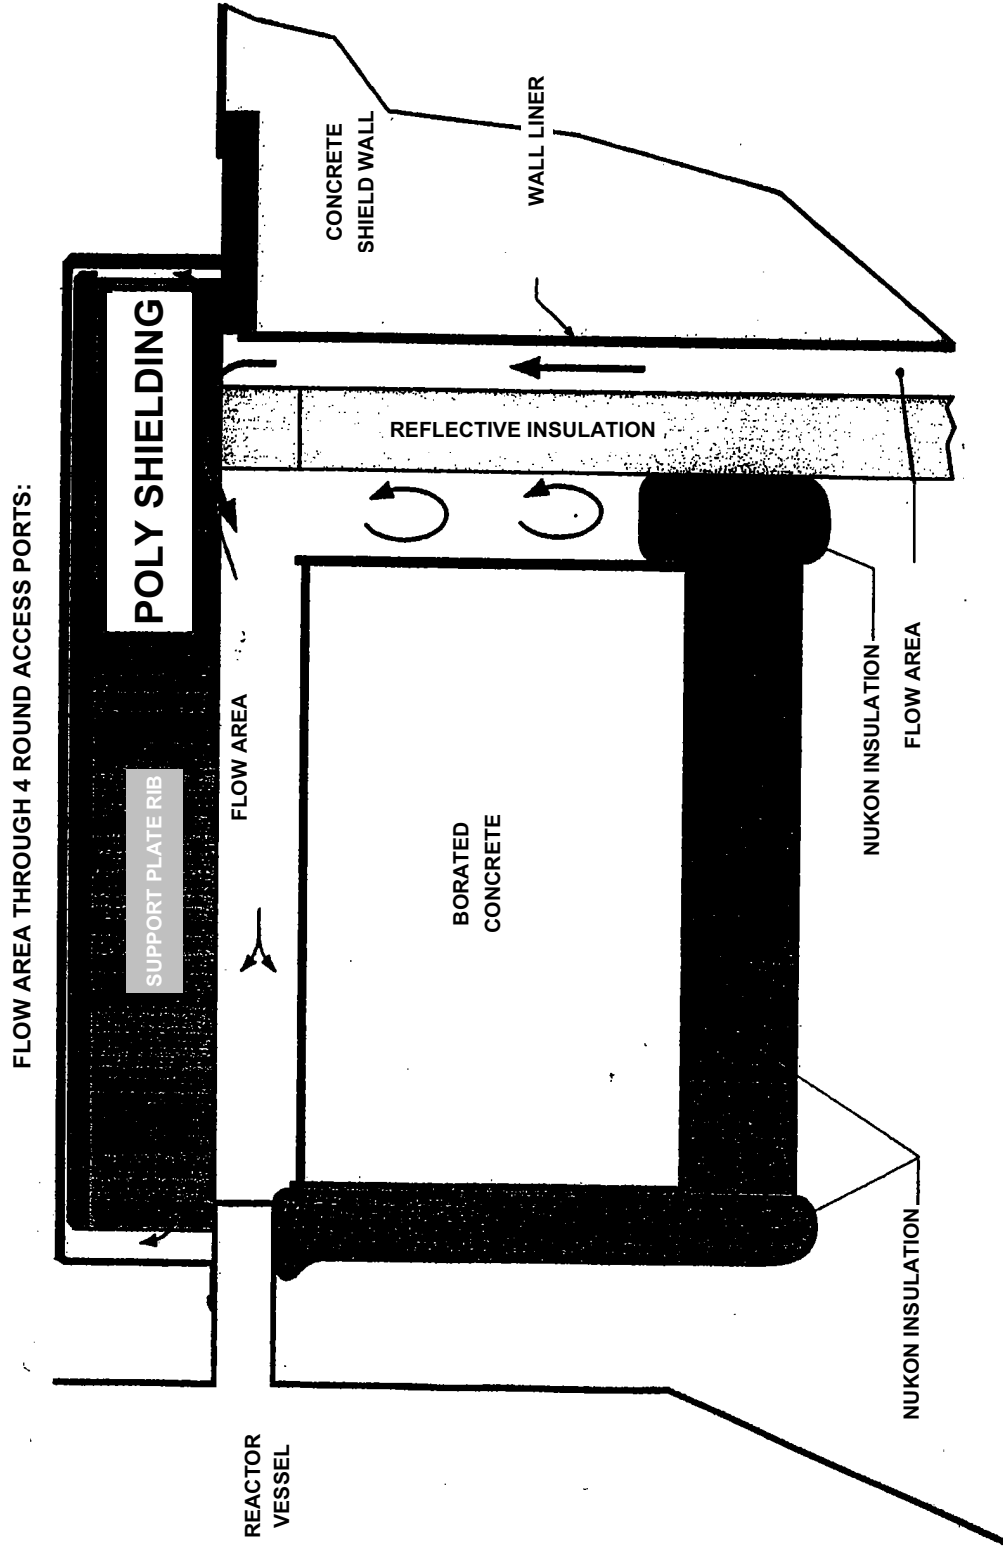 FLOW AREA THROUGH 4 ROUND ACCESS PORTS:
SUPPORT PLATE RIB
POLY SHIELDING
CONCRETE
SHIELD WALL
WALL LINER
REFLECTIVE INSULATION
FLOW AREA
BORATED
CONCRETE
NUKON INSULATION
FLOW AREA
NUKON INSULATION
REACTOR
VESSEL